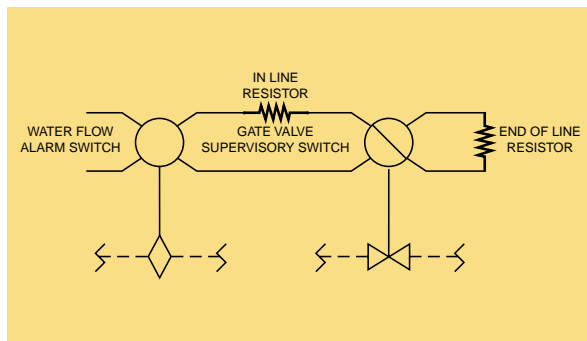 IN LINE
RESISTOR
WATER FLOW
ALARM SWITCH
GATE VALVE
SUPERVISORY SWITCH
END OF LINE
RESISTOR